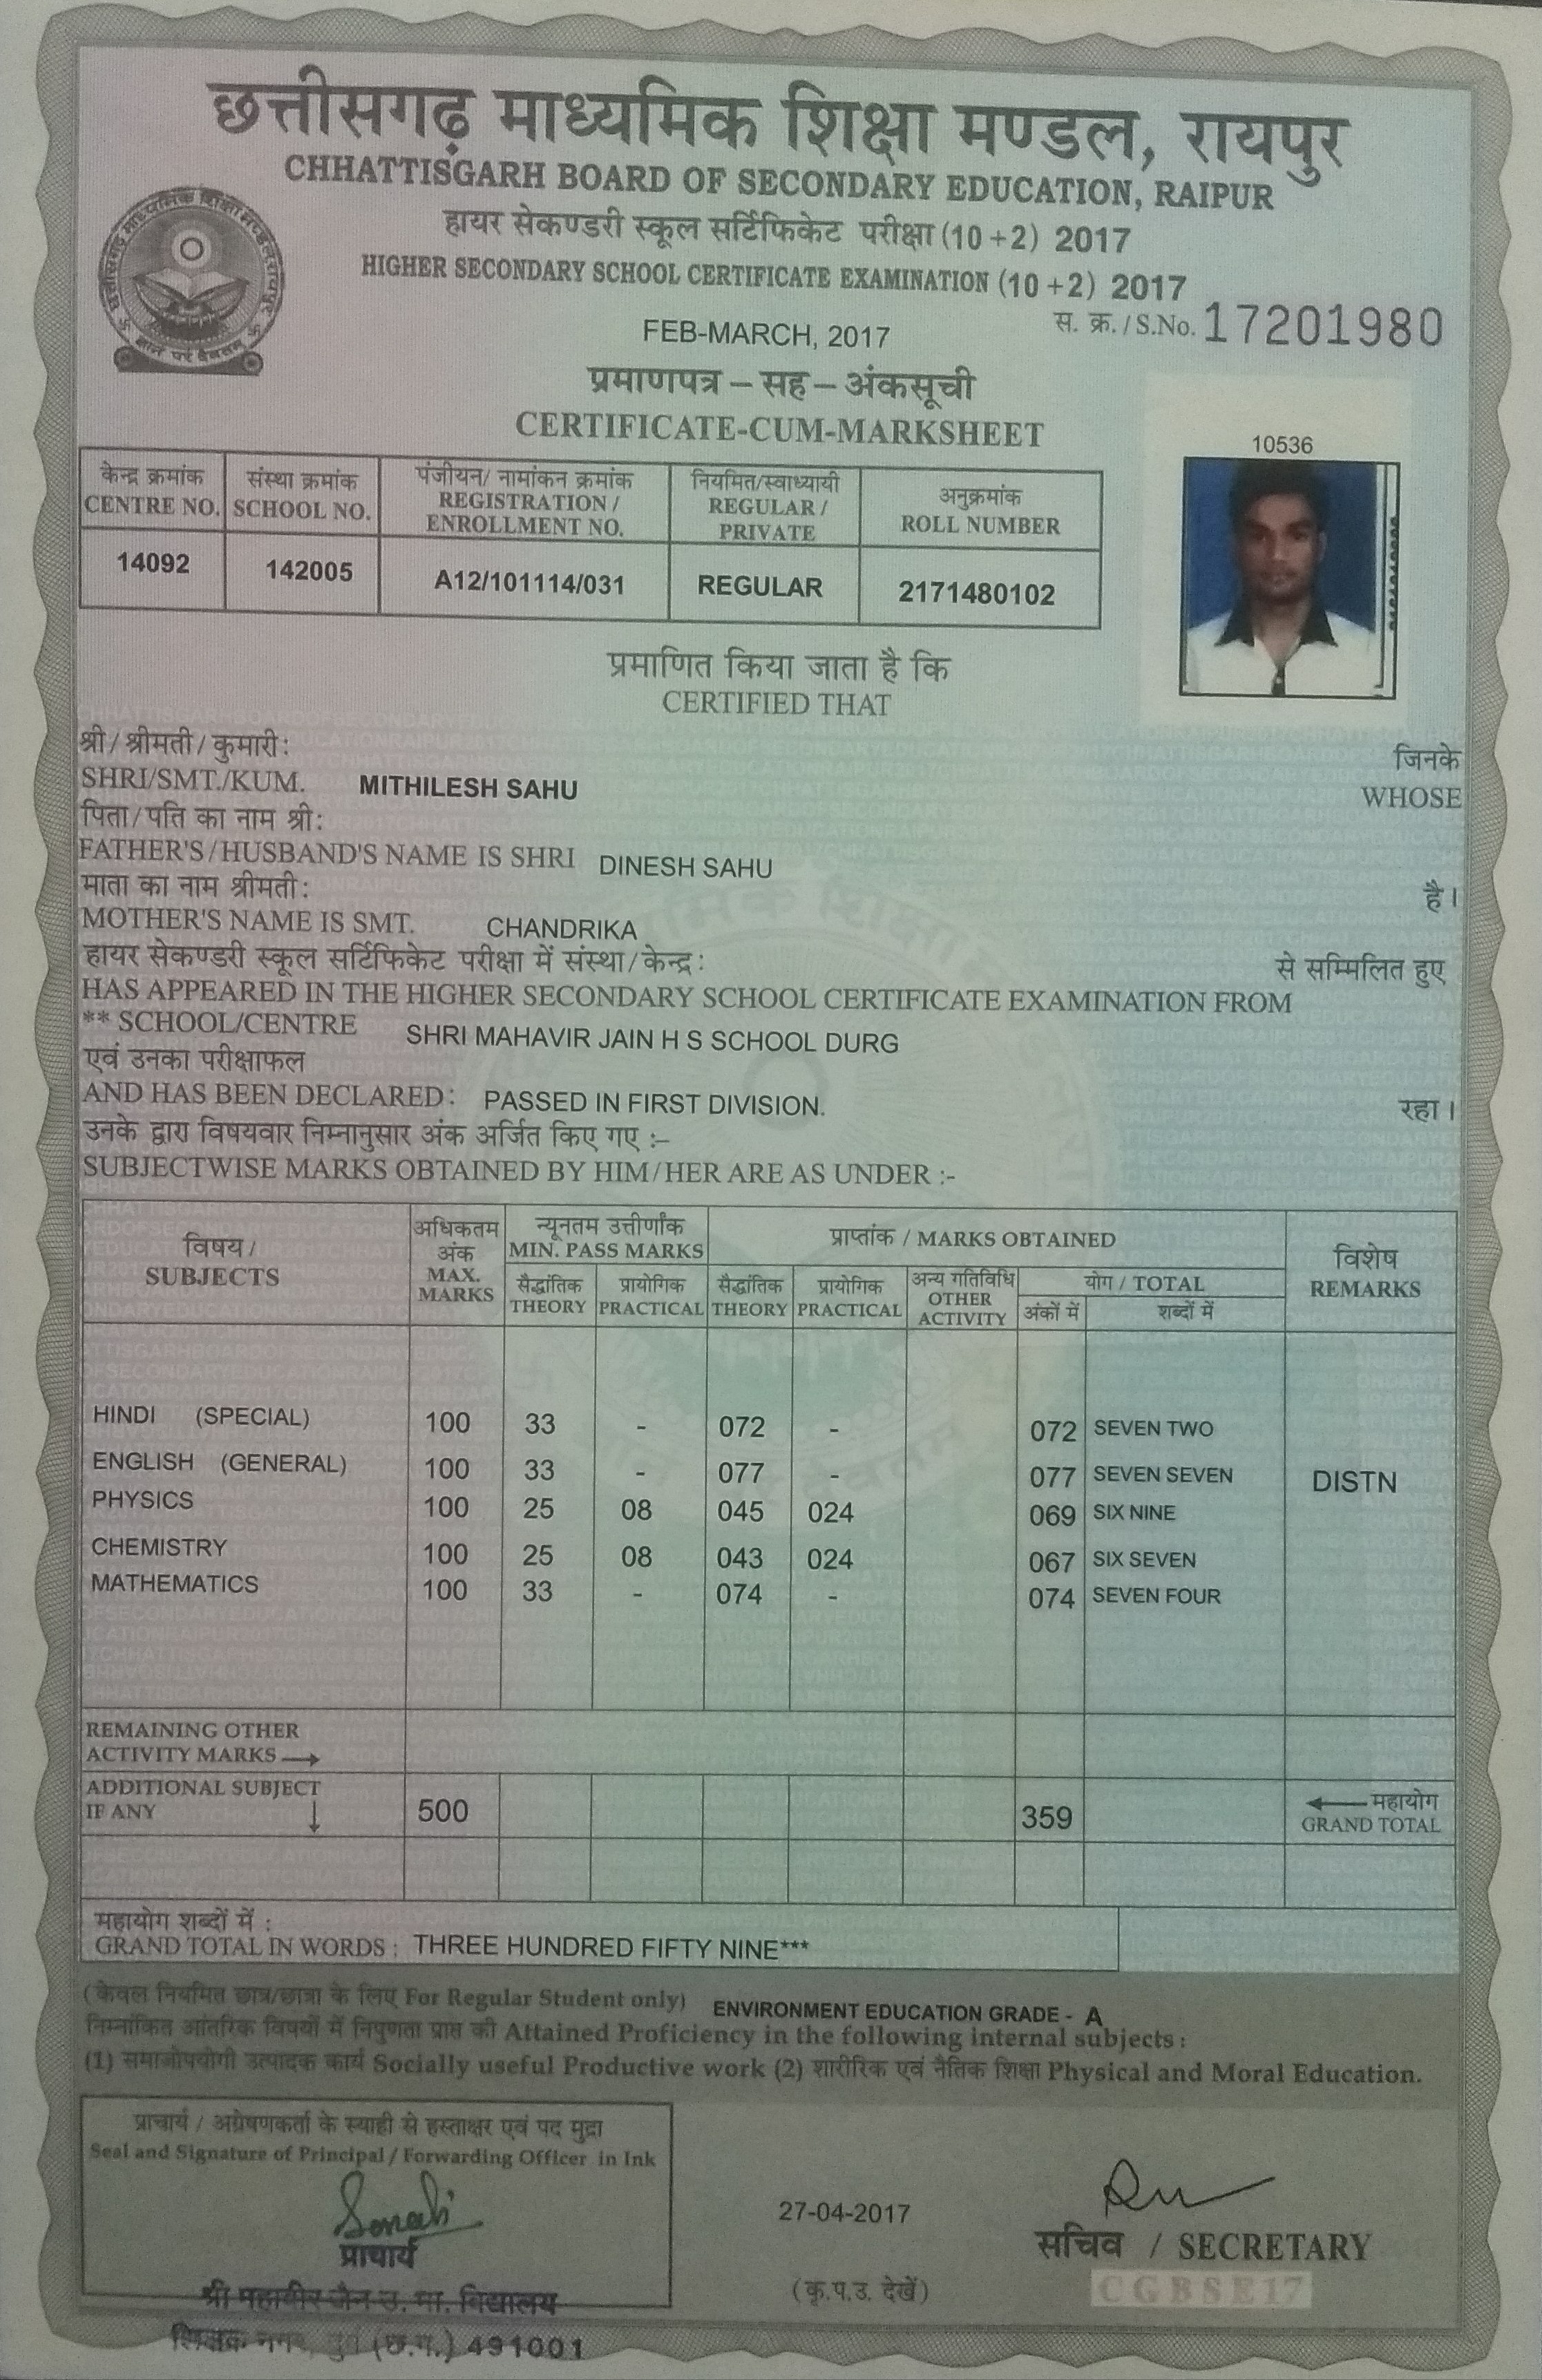 छत्तीसगढ़ माध्यमिक शिक्षा मण्डल, रायपुर
CHHATTISGARH BOARD OF SECONDARY EDUCATION, RAIPUR
हायर सेकण्डरी स्कूल सर्टिफिकेट परीक्षा (10+2) 2017
HIGHER SECONDARY SCHOOL CERTIFICATE EXAMINATION (10+2) 2017
FEB-MARCH, 2017
स. क्र. / S.No. 17201980
प्रमाणपत्र – सह – अंकसूची
CERTIFICATE-CUM-MARKSHEET
10536
केन्द्र क्रमांक CENTRE NO. संस्था क्रमांक SCHOOL NO. पंजीयन/ नामांकन क्रमांक REGISTRATION / ENROLLMENT NO. नियमित/स्वाध्यायी REGULAR / PRIVATE अनुक्रमांक ROLL NUMBER
14092 142005 A12/101114/031 REGULAR 2171480102
प्रमाणित किया जाता है कि
CERTIFIED THAT
श्री/श्रीमती/कुमारी: जिनके
SHRI/SMT./KUM. MITHILESH SAHU WHOSE
पिता/पति का नाम श्री:
FATHER'S/HUSBAND'S NAME IS SHRI DINESH SAHU
माता का नाम श्रीमती: है।
MOTHER'S NAME IS SMT. CHANDRIKA
हायर सेकण्डरी स्कूल सर्टिफिकेट परीक्षा में संस्था/केन्द्र: से सम्मिलित हुए
HAS APPEARED IN THE HIGHER SECONDARY SCHOOL CERTIFICATE EXAMINATION FROM
** SCHOOL/CENTRE SHRI MAHAVIR JAIN H S SCHOOL DURG
एवं उनका परीक्षाफल
AND HAS BEEN DECLARED: PASSED IN FIRST DIVISION. रहा।
उनके द्वारा विषयवार निम्नानुसार अंक अर्जित किए गए :–
SUBJECTWISE MARKS OBTAINED BY HIM/HER ARE AS UNDER :-
विषय/ SUBJECTS अधिकतम अंक MAX. MARKS न्यूनतम उत्तीर्णांक MIN. PASS MARKS प्राप्तांक / MARKS OBTAINED विशेष REMARKS
सैद्धांतिक THEORY प्रायोगिक PRACTICAL सैद्धांतिक THEORY प्रायोगिक PRACTICAL अन्य गतिविधि OTHER ACTIVITY योग / TOTAL
अंकों में शब्दों में
HINDI (SPECIAL) 100 33 - 072 - 072 SEVEN TWO
ENGLISH (GENERAL) 100 33 - 077 - 077 SEVEN SEVEN DISTN
PHYSICS 100 25 08 045 024 069 SIX NINE
CHEMISTRY 100 25 08 043 024 067 SIX SEVEN
MATHEMATICS 100 33 - 074 - 074 SEVEN FOUR
REMAINING OTHER
ACTIVITY MARKS
ADDITIONAL SUBJECT
IF ANY 500 359 महायोग GRAND TOTAL
महायोग शब्दों में :
GRAND TOTAL IN WORDS : THREE HUNDRED FIFTY NINE***
(केवल नियमित छात्र/छात्रा के लिए For Regular Student only) ENVIRONMENT EDUCATION GRADE - A
निम्नांकित आंतरिक विषयों में निपुणता प्राप्त की Attained Proficiency in the following internal subjects :
(1) समाजोपयोगी उत्पादक कार्य Socially useful Productive work (2) शारीरिक एवं नैतिक शिक्षा Physical and Moral Education.
प्राचार्य / अग्रेषणकर्ता के स्याही से हस्ताक्षर एवं पद मुद्रा
Seal and Signature of Principal / Forwarding Officer in Ink
27-04-2017
प्राचार्य
सचिव / SECRETARY
(कृ.प.उ. देखें)
CGBSE17
श्री महावीर जैन उ. मा. विद्यालय
नगर, (छ.ग.) 491001